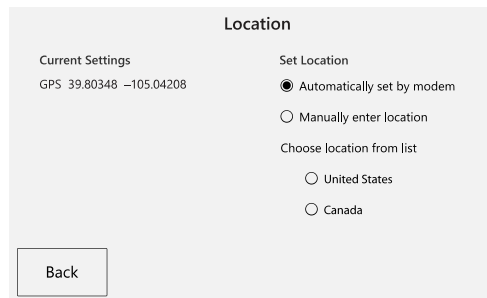 Location
Current Settings
GPS 39.80348 –105.04208
Set Location
Automatically set by modem
Manually enter location
Choose location from list
United States
Canada
Back